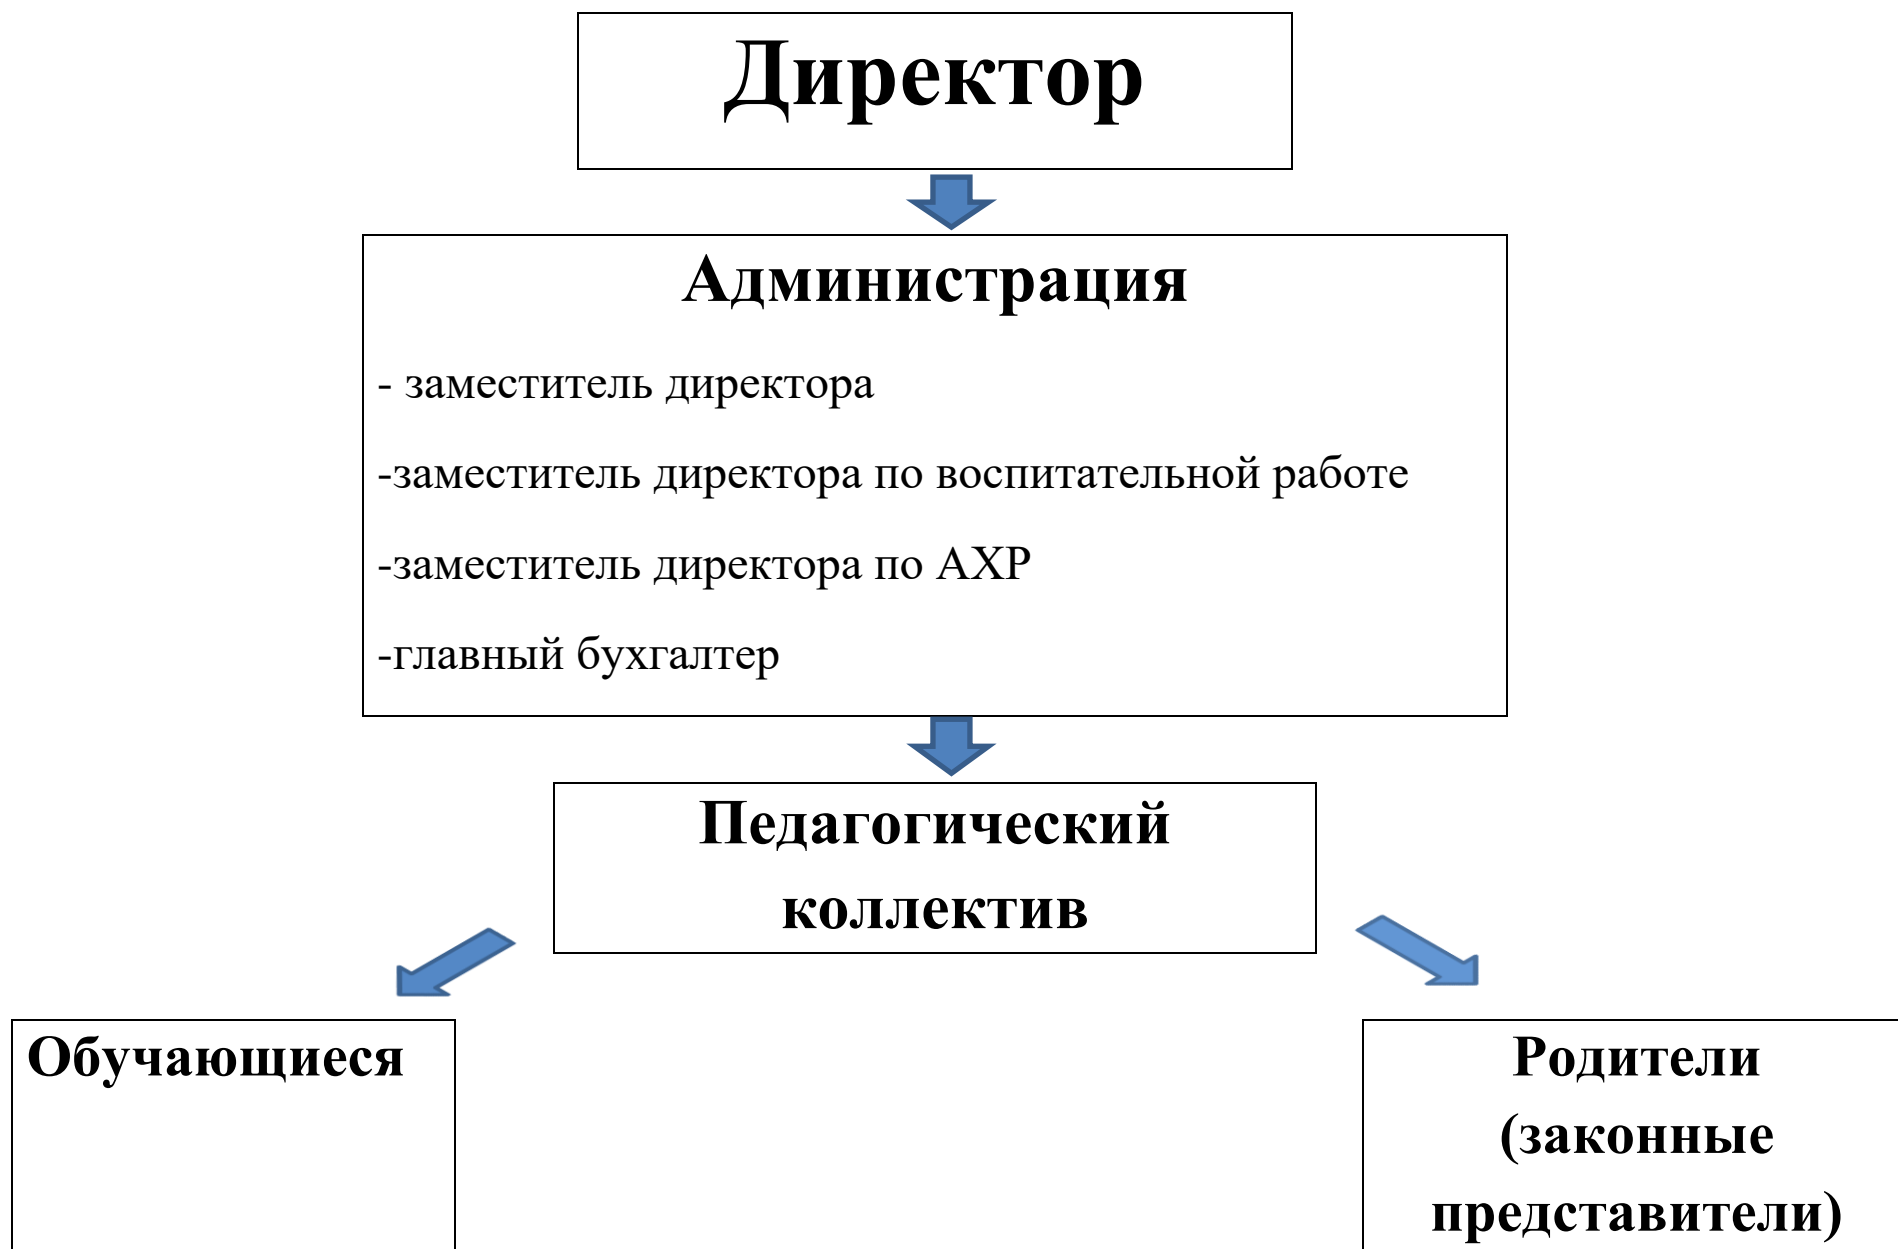 Директор
Администрация
- заместитель директора
-заместитель директора по воспитательной работе
-заместитель директора по АХР
-главный бухгалтер
Педагогический
коллектив
Обучающиеся
Родители
(законные
представители)